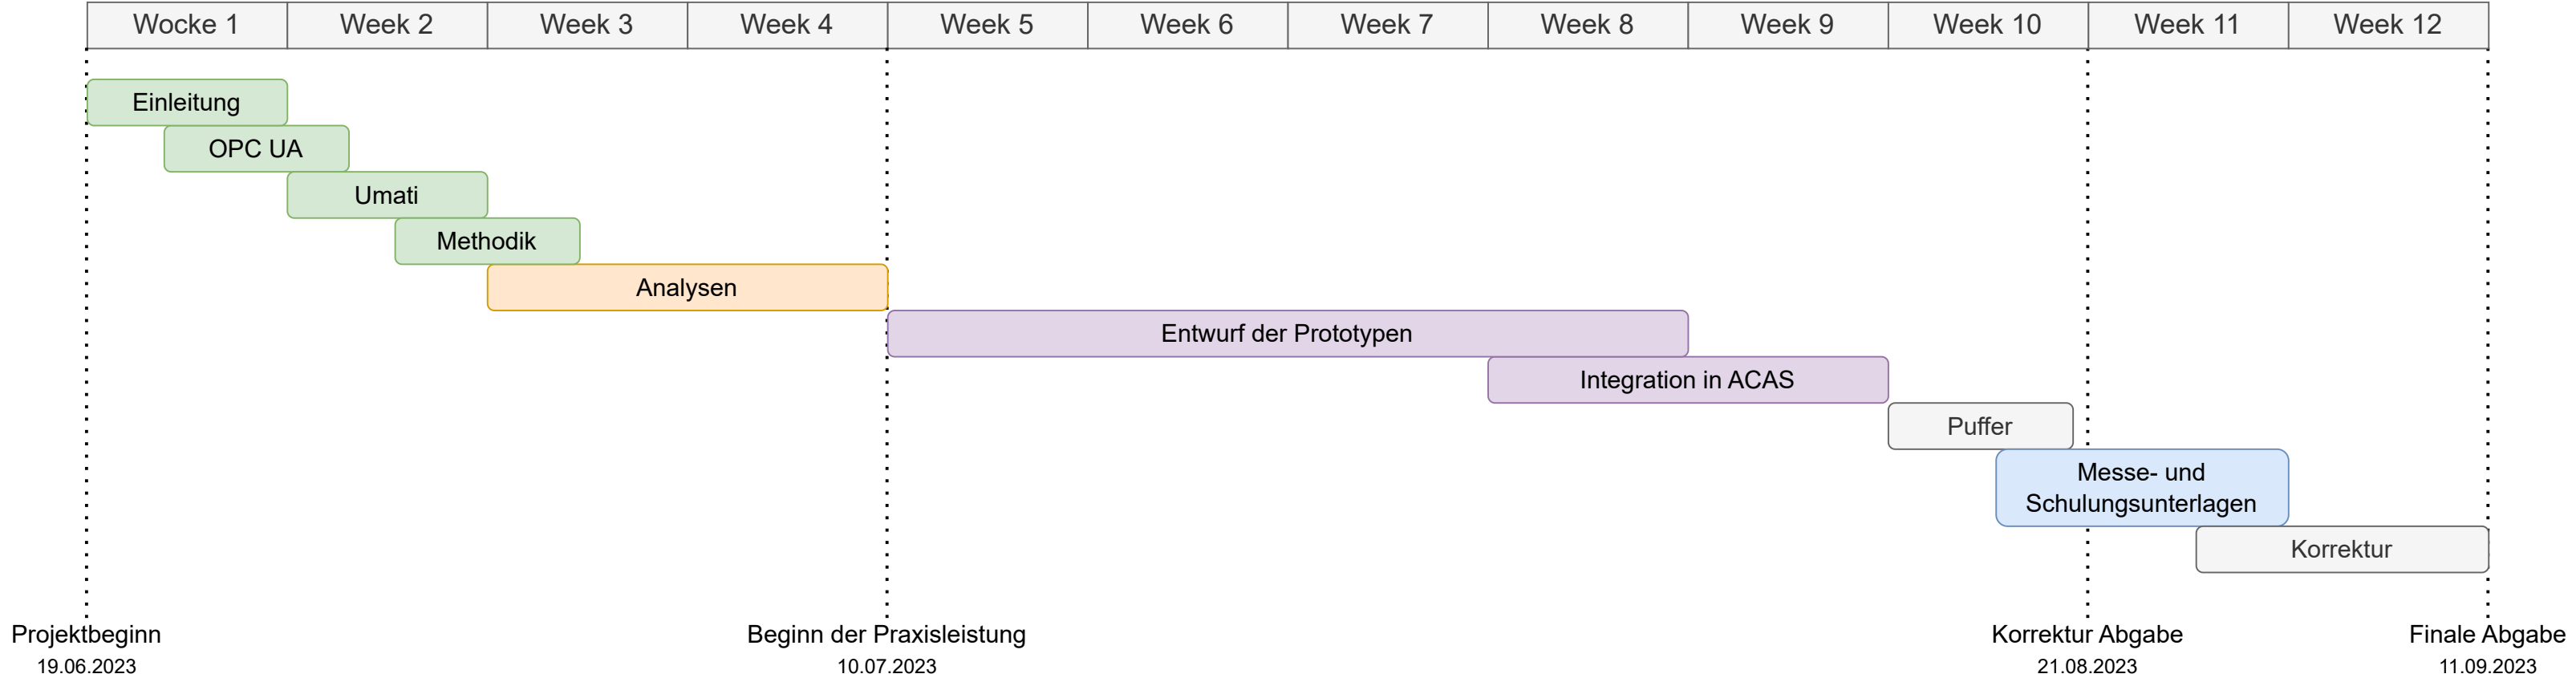 Wocke 1
Week 2
Week 3
Week 4
Week 5
Week 6
Week 7
Week 8
Week 9
Week 10
Week 11
Week 12
Einleitung
OPC UA
Umati
Methodik
Analysen
Entwurf der Prototypen
Integration in ACAS
Puffer
Messe- und
Schulungsunterlagen
Korrektur
Projektbeginn
19.06.2023
Beginn der Praxisleistung
10.07.2023
Korrektur Abgabe
21.08.2023
Finale Abgabe
11.09.2023